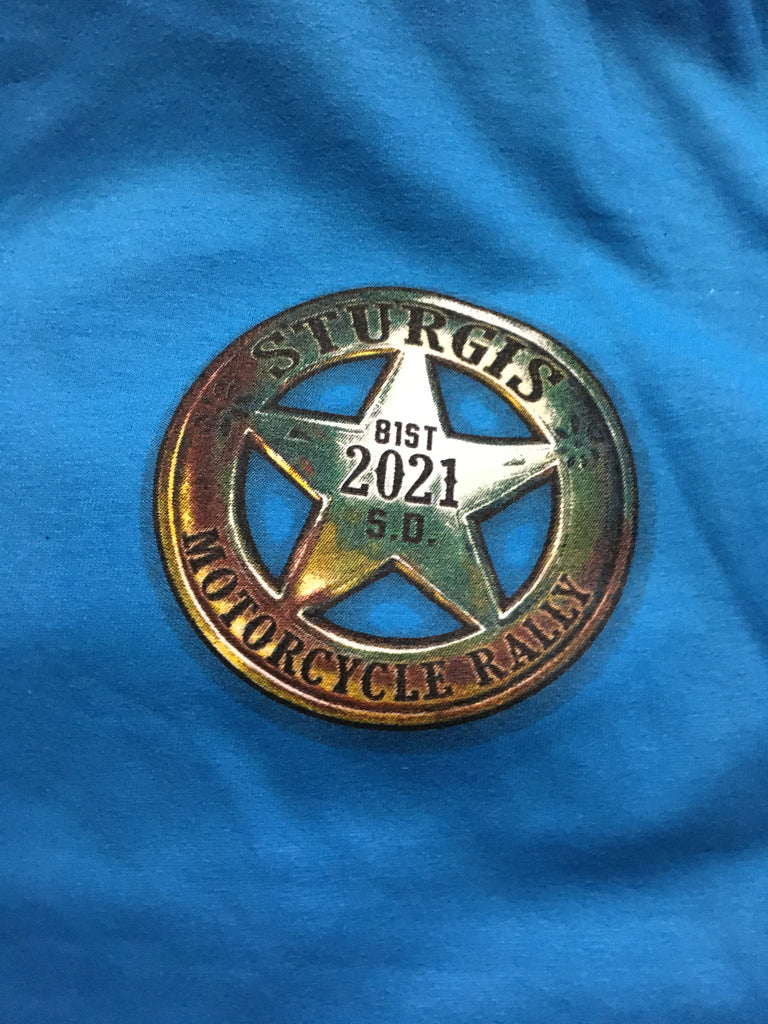 STURGIS
81ST
2021
S.D.
MOTORCYCLE RALLY